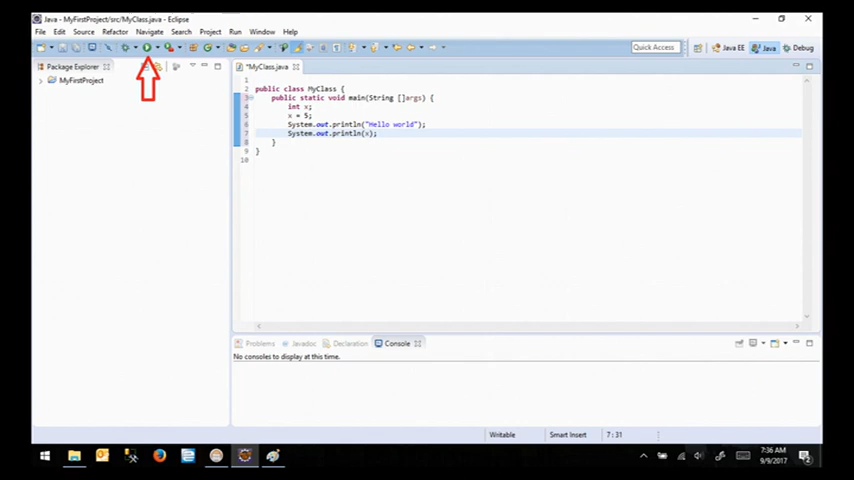 Java - MyFirstProject/src/MyClass.java - Eclipse
File Edit Source Refactor Navigate Search Project Run Window Help
Quick Access Java EE Java Debug
Package Explorer
MyFirstProject
*MyClass.java
1
2 public class MyClass {
3 public static void main(String []args) {
4 int x;
5 x = 5;
6 System.out.println("Hello world");
7 System.out.println(x);
8 }
9 }
10
Problems Javadoc Declaration Console
No consoles to display at this time.
Writable Smart Insert 7:31
7:36 AM
9/9/2017
2